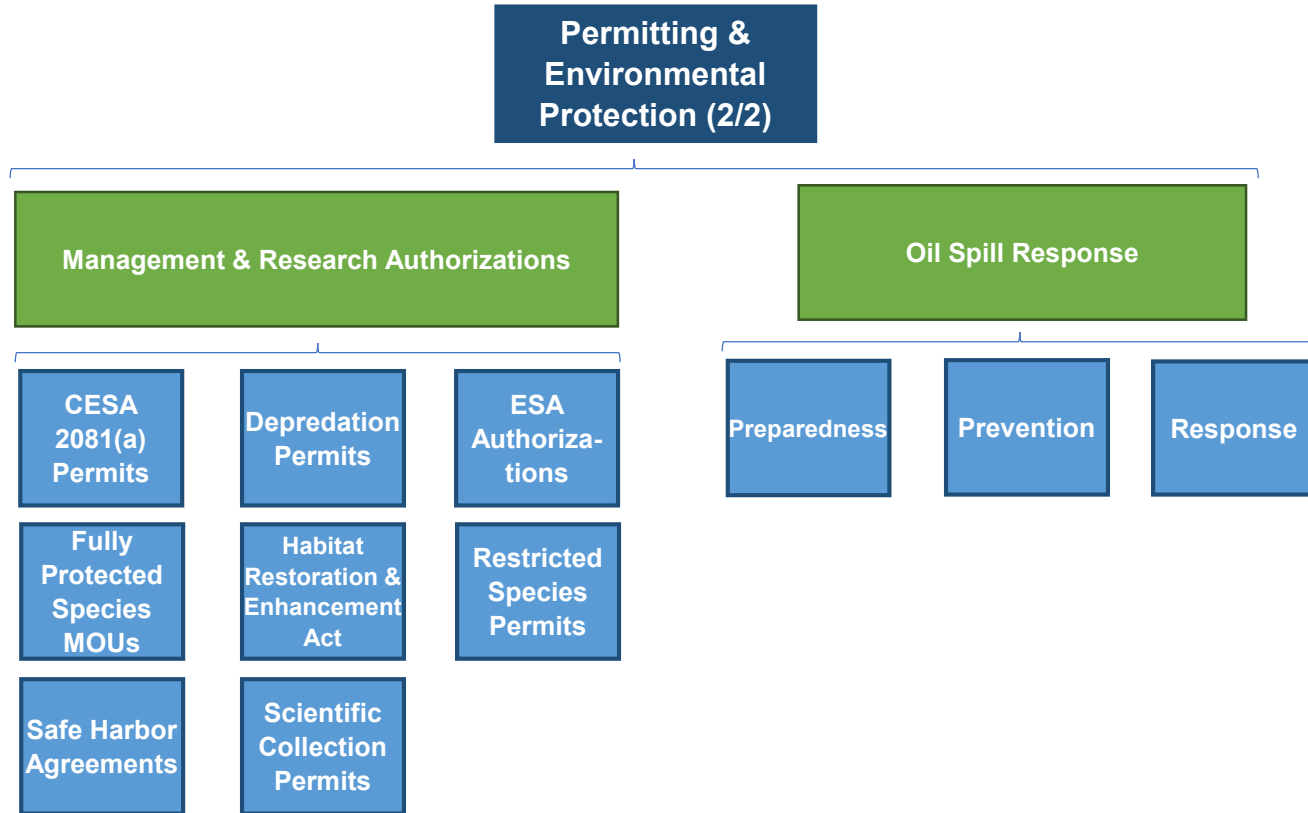 Permitting &
Environmental
Protection (2/2)
Management & Research Authorizations
Oil Spill Response
CESA
2081(a)
Permits
Depredation
Permits
ESA
Authoriza-
tions
Preparedness
Prevention
Response
Fully
Protected
Species
MOUs
Habitat
Restoration &
Enhancement
Act
Restricted
Species
Permits
Safe Harbor
Agreements
Scientific
Collection
Permits